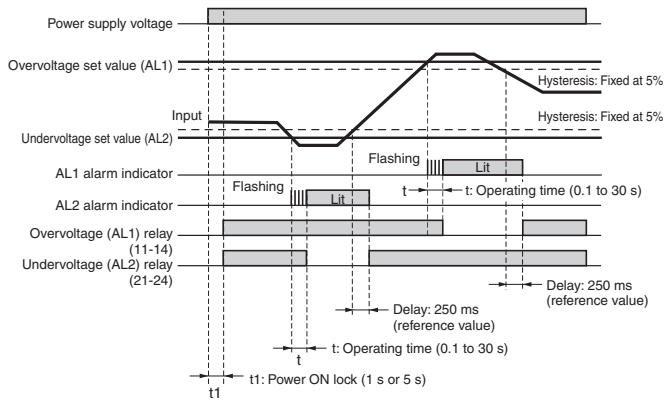 Power supply voltage
Overvoltage set value (AL1)
Hysteresis: Fixed at 5%
Input
Hysteresis: Fixed at 5%
Undervoltage set value (AL2)
Flashing
Lit
AL1 alarm indicator
t
t: Operating time (0.1 to 30 s)
Flashing
Lit
AL2 alarm indicator
Overvoltage (AL1) relay
(11-14)
Undervoltage (AL2) relay
(21-24)
Delay: 250 ms
(reference value)
Delay: 250 ms
(reference value)
t: Operating time (0.1 to 30 s)
t
t1: Power ON lock (1 s or 5 s)
t1